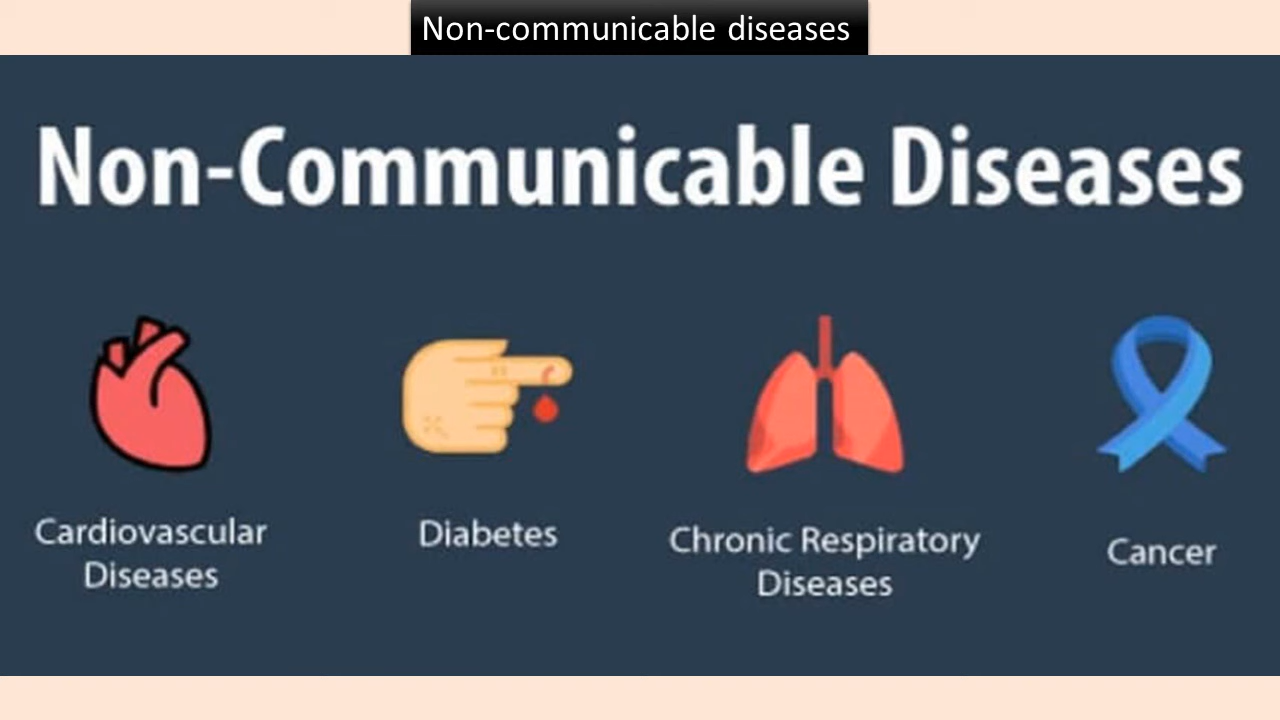 Non-communicable diseases
Non-Communicable Diseases
Cardiovascular
Diseases
Diabetes
Chronic Respiratory
Diseases
Cancer